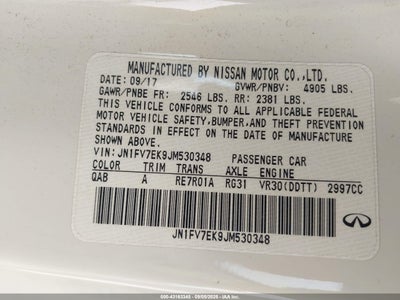 MANUFACTURED BY NISSAN MOTOR CO.,LTD.
DATE: 09/17 GVWR/PNBV: 4905 LBS.
GAWR/PNBE FR: 2546 LBS. RR: 2381 LBS.
THIS VEHICLE CONFORMS TO ALL APPLICABLE FEDERAL
MOTOR VEHICLE SAFETY,BUMPER,AND THEFT PREVENTION
STANDARDS IN EFFECT ON THE DATE OF MANUFACTURE
SHOWN ABOVE.
VIN: JN1FV7EK9JM530348 PASSENGER CAR
COLOR TRIM TRANS AXLE ENGINE
QAB A RE7R01A RG31 VR30(DDTT) 2997CC
JN1FV7EK9JM530348
INFINITI